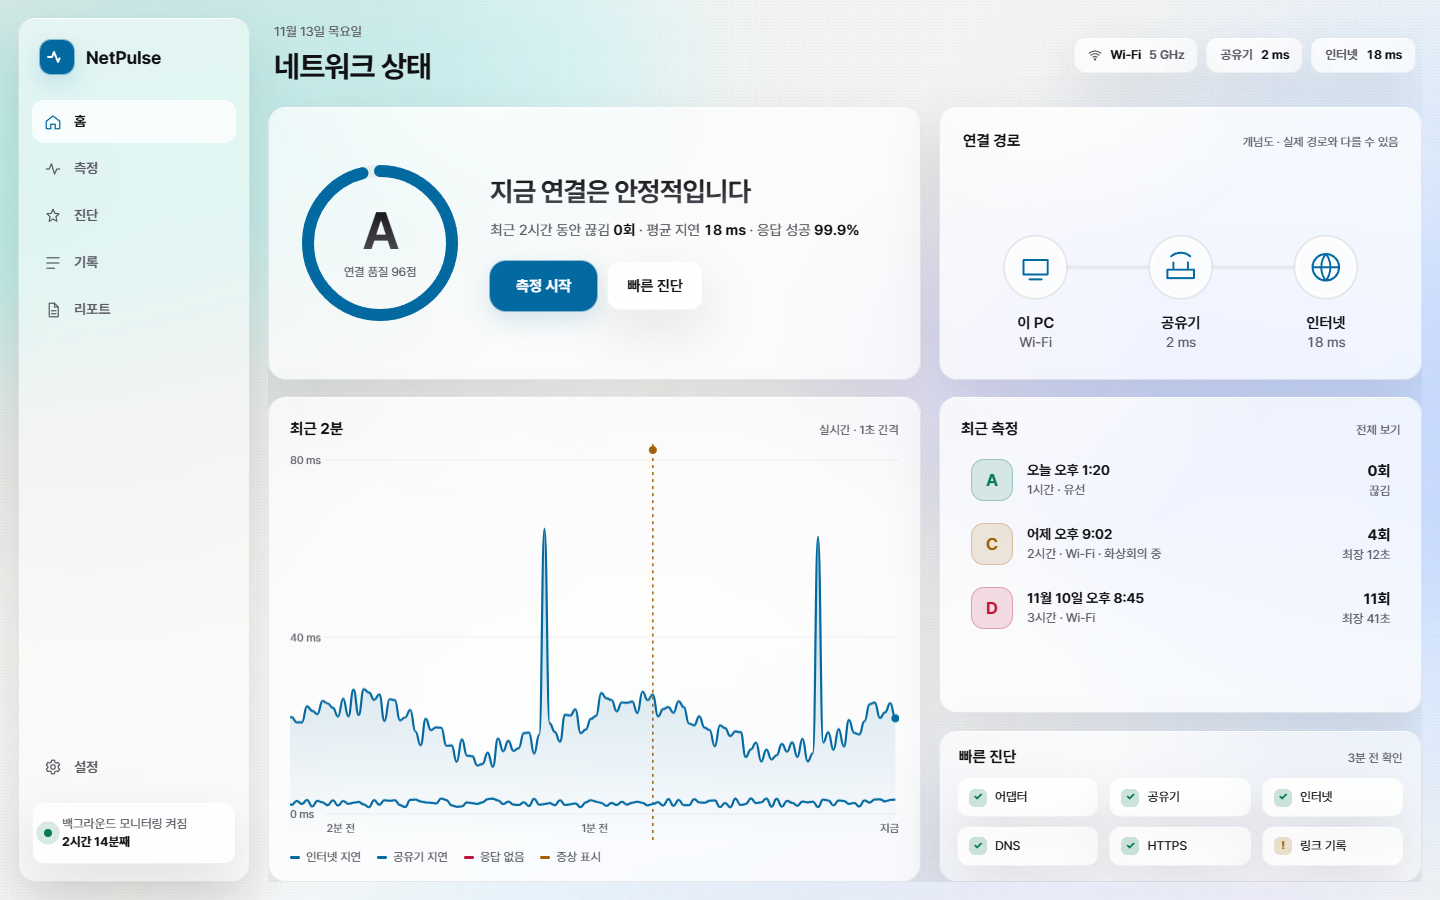 NetPulse
홈
측정
진단
기록
리포트
설정
백그라운드 모니터링 켜짐
2시간 14분째
11월 13일 목요일
네트워크 상태
Wi-Fi 5 GHz
공유기 2 ms
인터넷 18 ms
A
연결 품질 96점
지금 연결은 안정적입니다
최근 2시간 동안 끊김 0회 · 평균 지연 18 ms · 응답 성공 99.9%
측정 시작
빠른 진단
연결 경로
개념도 · 실제 경로와 다를 수 있음
이 PC
Wi-Fi
공유기
2 ms
인터넷
18 ms
최근 2분
실시간 · 1초 간격
80 ms
40 ms
0 ms
2분 전
1분 전
지금
인터넷 지연
공유기 지연
응답 없음
증상 표시
최근 측정
전체 보기
A
오늘 오후 1:20
1시간 · 유선
0회
끊김
C
어제 오후 9:02
2시간 · Wi-Fi · 화상회의 중
4회
최장 12초
D
11월 10일 오후 8:45
3시간 · Wi-Fi
11회
최장 41초
빠른 진단
3분 전 확인
어댑터
공유기
인터넷
DNS
HTTPS
! 링크 기록